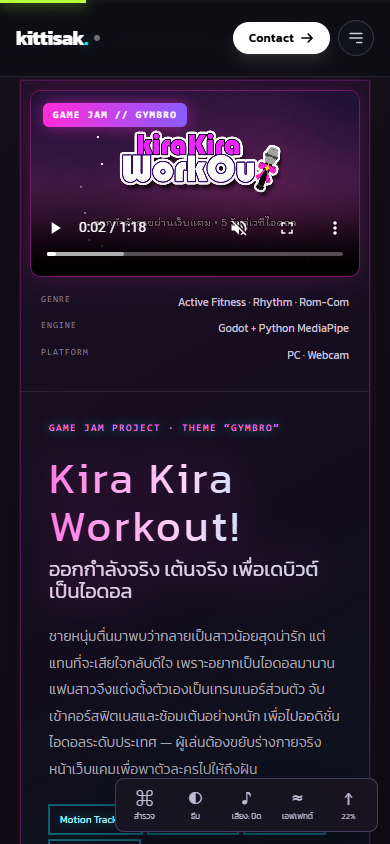 kittisak.
Contact →
GAME JAM // GYMBRO
kiraKira
WorkOut
0:02 / 1:18
GENRE
Active Fitness · Rhythm · Rom-Com
ENGINE
Godot + Python MediaPipe
PLATFORM
PC · Webcam
GAME JAM PROJECT · THEME “GYMBRO”
Kira Kira
Workout!
ออกกำลังจริง เต้นจริง เพื่อเดบิวต์
เป็นไอดอล
ชายหนุ่มตื่นมาพบว่ากลายเป็นสาวน้อยสุดน่ารัก แต่
แทนที่จะเสียใจกลับดีใจ เพราะอยากเป็นไอดอลมานาน
แฟนสาวจึงแต่งตั้งตัวเองเป็นเทรนเนอร์ส่วนตัว จับ
เข้าคอร์สฟิตเนสและซ้อมเต้นอย่างหนัก เพื่อไปออดิชั่น
ไอดอลระดับประเทศ — ผู้เล่นต้องขยับร่างกายจริง
หน้าเว็บแคมเพื่อพาตัวละครไปให้ถึงฝัน
Motion Track
สำรวจ
ธีม
เสียง: ปิด
เอฟเฟกต์
22%